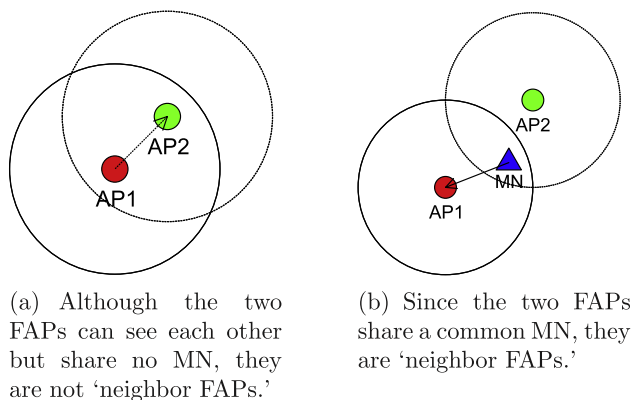 AP2
AP1
AP2
MN
AP1
(a) Although the two
FAPs can see each other
but share no MN, they
are not ‘neighbor FAPs.’
(b) Since the two FAPs
share a common MN, they
are ‘neighbor FAPs.’